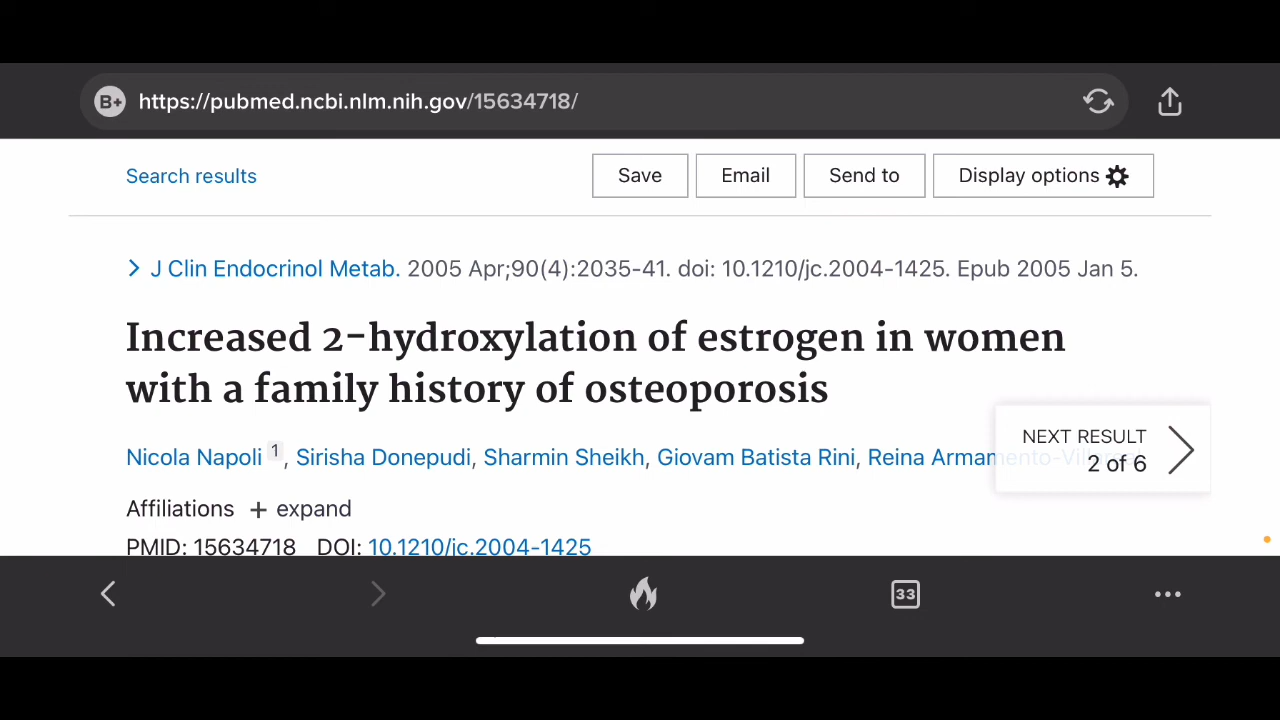 B+ https://pubmed.ncbi.nlm.nih.gov/15634718/
Search results Save Email Send to Display options
J Clin Endocrinol Metab. 2005 Apr;90(4):2035-41. doi: 10.1210/jc.2004-1425. Epub 2005 Jan 5.
Increased 2-hydroxylation of estrogen in women
with a family history of osteoporosis
NEXT RESULT
2 of 6
Nicola Napoli 1, Sirisha Donepudi, Sharmin Sheikh, Giovam Batista Rini, Reina Armamento-Villareal
Affiliations + expand
PMID: 15634718 DOI: 10.1210/jc.2004-1425
33